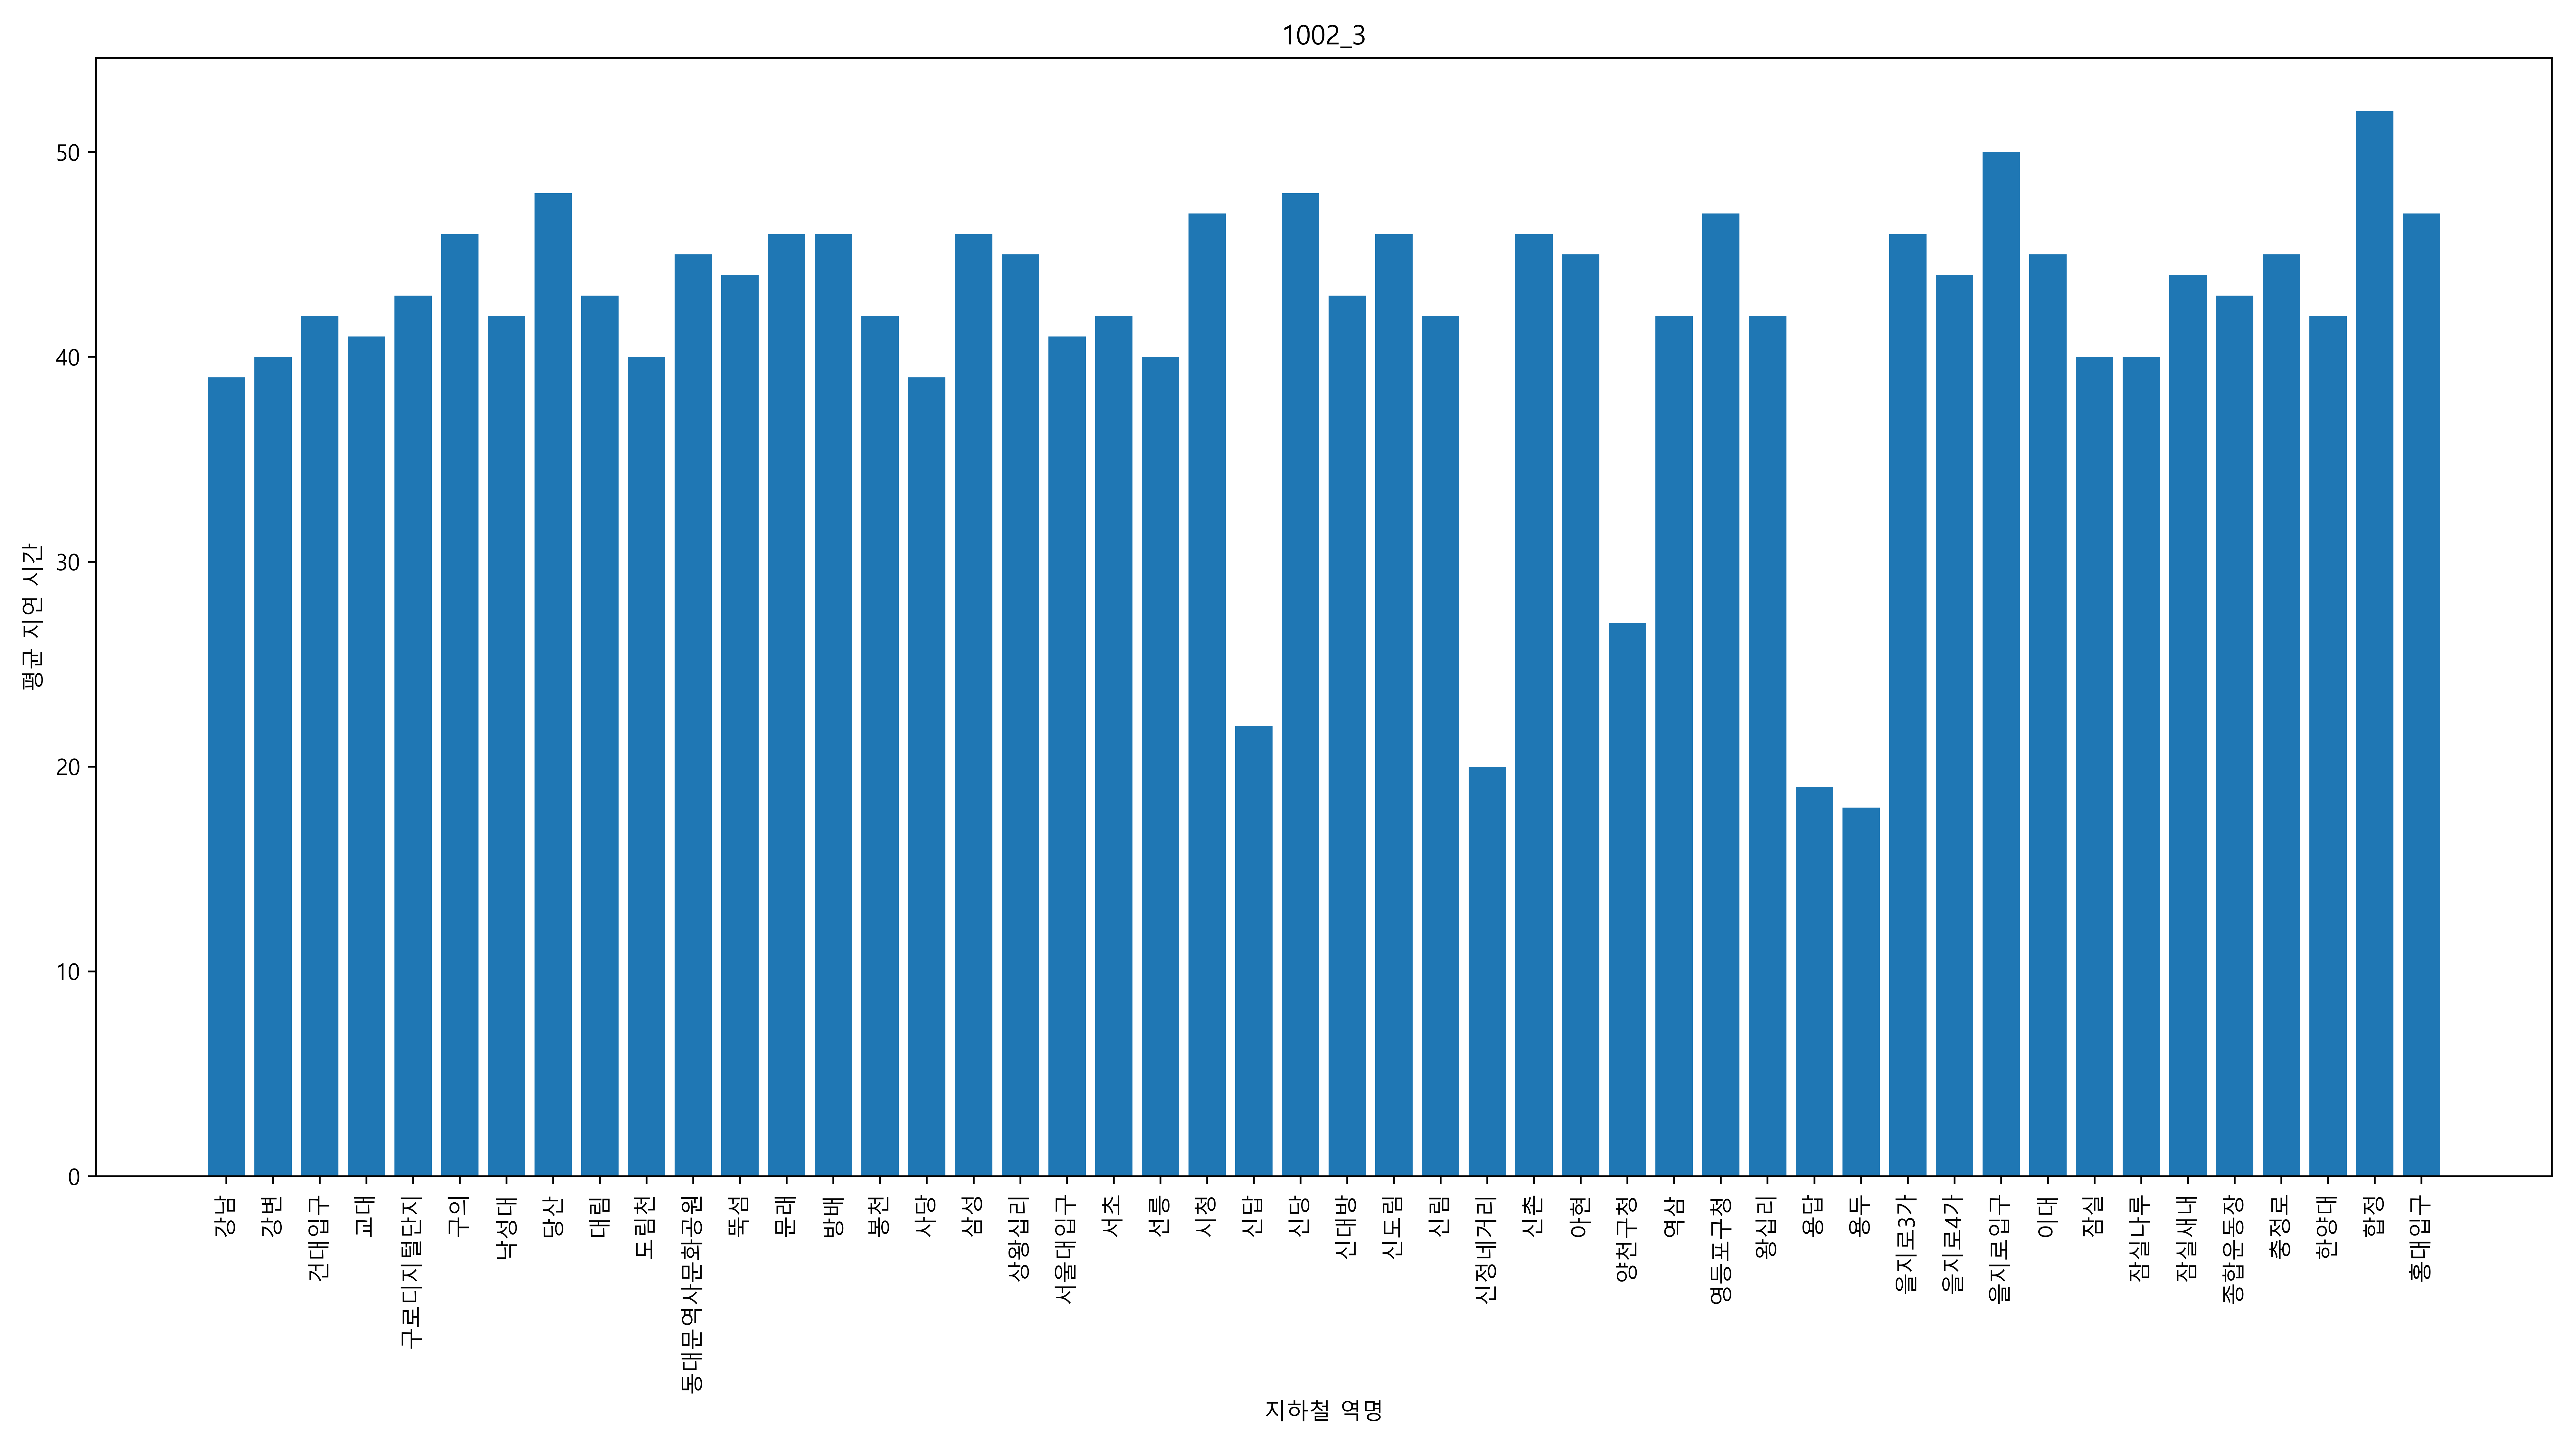 1002_3
평균 지연 시간
50
40
30
20
10
0
강남
강변
건대입구
교대
구로디지털단지
구의
낙성대
당산
대림
도림천
동대문역사문화공원
뚝섬
문래
방배
봉천
사당
삼성
상왕십리
서울대입구
서초
선릉
시청
신답
신당
신대방
신도림
신림
신정네거리
신촌
아현
양천구청
역삼
영등포구청
왕십리
용답
용두
을지로3가
을지로4가
을지로입구
이대
잠실
잠실나루
잠실새내
종합운동장
충정로
한양대
합정
홍대입구
지하철 역명